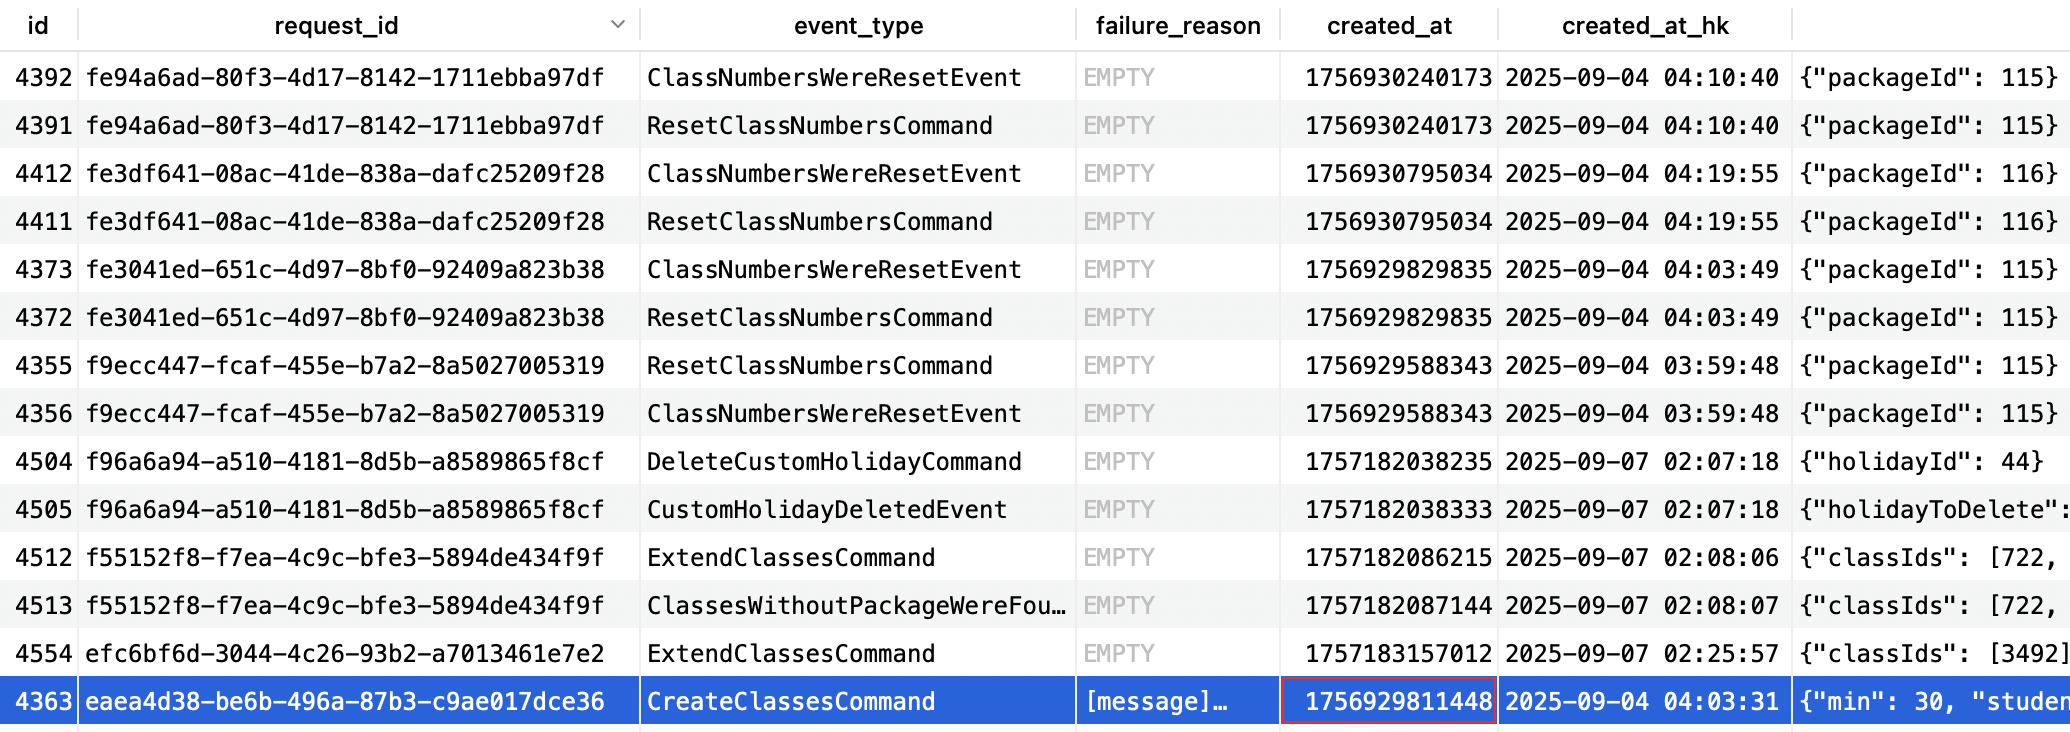 id request_id event_type failure_reason created_at created_at_hk
4392 fe94a6ad-80f3-4d17-8142-1711ebba97df ClassNumbersWereResetEvent EMPTY 1756930240173 2025-09-04 04:10:40 {"packageId": 115}
4391 fe94a6ad-80f3-4d17-8142-1711ebba97df ResetClassNumbersCommand EMPTY 1756930240173 2025-09-04 04:10:40 {"packageId": 115}
4412 fe3df641-08ac-41de-838a-dafc25209f28 ClassNumbersWereResetEvent EMPTY 1756930795034 2025-09-04 04:19:55 {"packageId": 116}
4411 fe3df641-08ac-41de-838a-dafc25209f28 ResetClassNumbersCommand EMPTY 1756930795034 2025-09-04 04:19:55 {"packageId": 116}
4373 fe3041ed-651c-4d97-8bf0-92409a823b38 ClassNumbersWereResetEvent EMPTY 1756929829835 2025-09-04 04:03:49 {"packageId": 115}
4372 fe3041ed-651c-4d97-8bf0-92409a823b38 ResetClassNumbersCommand EMPTY 1756929829835 2025-09-04 04:03:49 {"packageId": 115}
4355 f9ecc447-fcaf-455e-b7a2-8a5027005319 ResetClassNumbersCommand EMPTY 1756929588343 2025-09-04 03:59:48 {"packageId": 115}
4356 f9ecc447-fcaf-455e-b7a2-8a5027005319 ClassNumbersWereResetEvent EMPTY 1756929588343 2025-09-04 03:59:48 {"packageId": 115}
4504 f96a6a94-a510-4181-8d5b-a8589865f8cf DeleteCustomHolidayCommand EMPTY 1757182038235 2025-09-07 02:07:18 {"holidayId": 44}
4505 f96a6a94-a510-4181-8d5b-a8589865f8cf CustomHolidayDeletedEvent EMPTY 1757182038333 2025-09-07 02:07:18 {"holidayToDelete":
4512 f55152f8-f7ea-4c9c-bfe3-5894de434f9f ExtendClassesCommand EMPTY 1757182086215 2025-09-07 02:08:06 {"classIds": [722,
4513 f55152f8-f7ea-4c9c-bfe3-5894de434f9f ClassesWithoutPackageWereFou… EMPTY 1757182087144 2025-09-07 02:08:07 {"classIds": [722,
4554 efc6bf6d-3044-4c26-93b2-a7013461e7e2 ExtendClassesCommand EMPTY 1757183157012 2025-09-07 02:25:57 {"classIds": [3492]
4363 eaea4d38-be6b-496a-87b3-c9ae017dce36 CreateClassesCommand [message]… 1756929811448 2025-09-04 04:03:31 {"min": 30, "studen